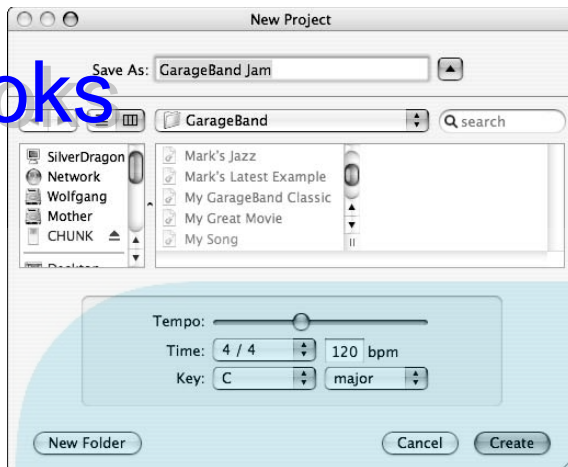 New Project
Save As: GarageBand Jam
oks
GarageBand
search
SilverDragon
Network
Wolfgang
Mother
CHUNK
Mark's Jazz
Mark's Latest Example
My GarageBand Classic
My Great Movie
My Song
Desktop
Tempo:
Time: 4 / 4 120 bpm
Key: C major
New Folder Cancel Create